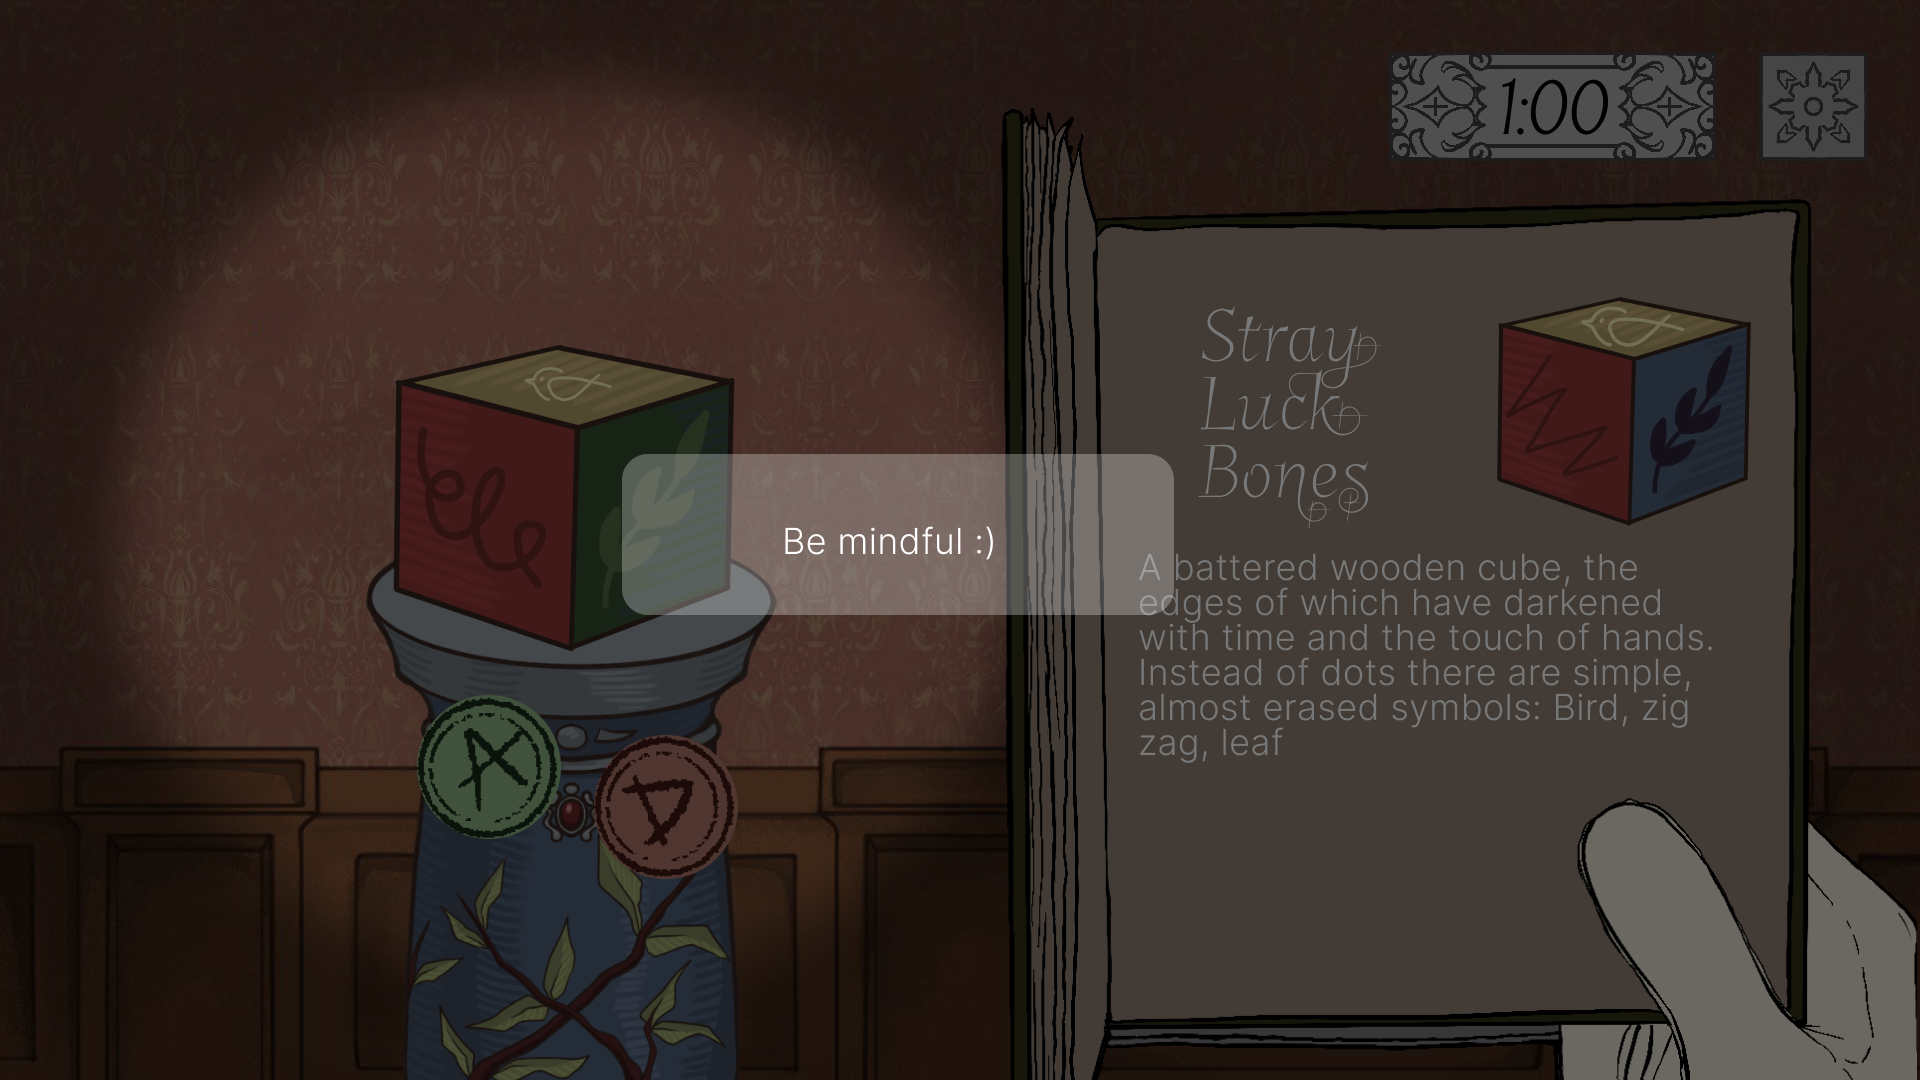 1:00
Stray
Luck
Bones
Be mindful :)
A battered wooden cube, the
edges of which have darkened
with time and the touch of hands.
Instead of dots there are simple,
almost erased symbols: Bird, zig
zag, leaf
A
D